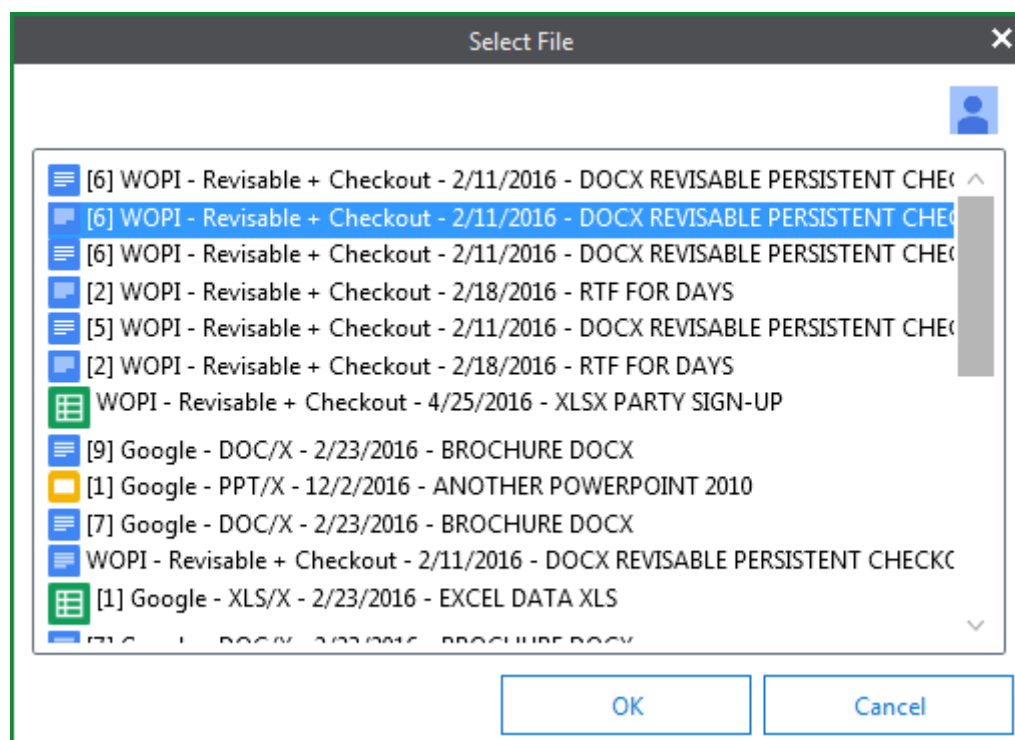 Select File
[6] WOPI - Revisable + Checkout - 2/11/2016 - DOCX REVISABLE PERSISTENT
[6] WOPI - Revisable + Checkout - 2/11/2016 - DOCX REVISABLE PERSISTENT
[6] WOPI - Revisable + Checkout - 2/11/2016 - DOCX REVISABLE PERSISTENT
[2] WOPI - Revisable + Checkout - 2/18/2016 - RTF FOR DAYS
[5] WOPI - Revisable + Checkout - 2/11/2016 - DOCX REVISABLE PERSISTENT
[2] WOPI - Revisable + Checkout - 2/18/2016 - RTF FOR DAYS
WOPI - Revisable + Checkout - 4/25/2016 - XLSX PARTY SIGN-UP
[9] Google - DOC/X - 2/23/2016 - BROCHURE DOCX
[1] Google - PPT/X - 12/2/2016 - ANOTHER POWERPOINT 2010
[7] Google - DOC/X - 2/23/2016 - BROCHURE DOCX
WOPI - Revisable + Checkout - 2/11/2016 - DOCX REVISABLE PERSISTENT
[1] Google - XLS/X - 2/23/2016 - EXCEL DATA XLS
OK
Cancel